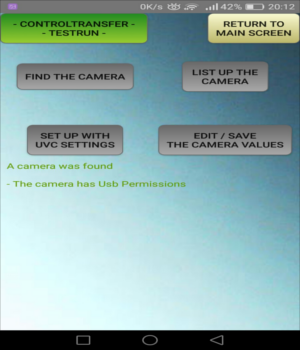 0K/s 42% 20:12
- CONTROLTRANSFER -
- TESTRUN -
RETURN TO
MAIN SCREEN
FIND THE CAMERA
LIST UP THE
CAMERA
SET UP WITH
UVC SETTINGS
EDIT / SAVE
THE CAMERA VALUES
A camera was found
- The camera has Usb Permissions